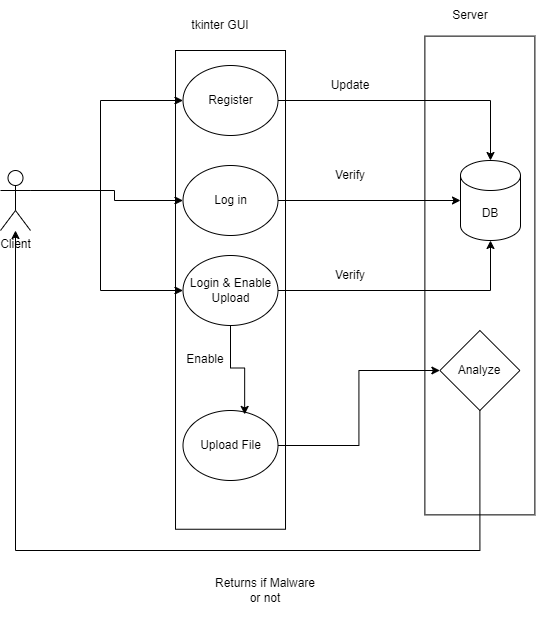 tkinter GUI
Server
Register
Update
Log in
Verify
DB
Client
Login & Enable
Upload
Verify
Enable
Analyze
Upload File
Returns if Malware
or not